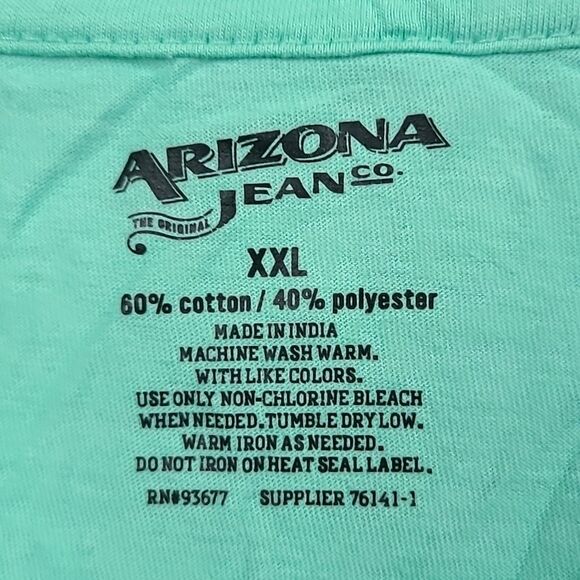 ARIZONA
JEAN CO.
THE ORIGINAL
XXL
60% cotton / 40% polyester
MADE IN INDIA
MACHINE WASH WARM.
WITH LIKE COLORS.
USE ONLY NON-CHLORINE BLEACH
WHEN NEEDED. TUMBLE DRY LOW.
WARM IRON AS NEEDED.
DO NOT IRON ON HEAT SEAL LABEL.
RN#93677 SUPPLIER 76141-1